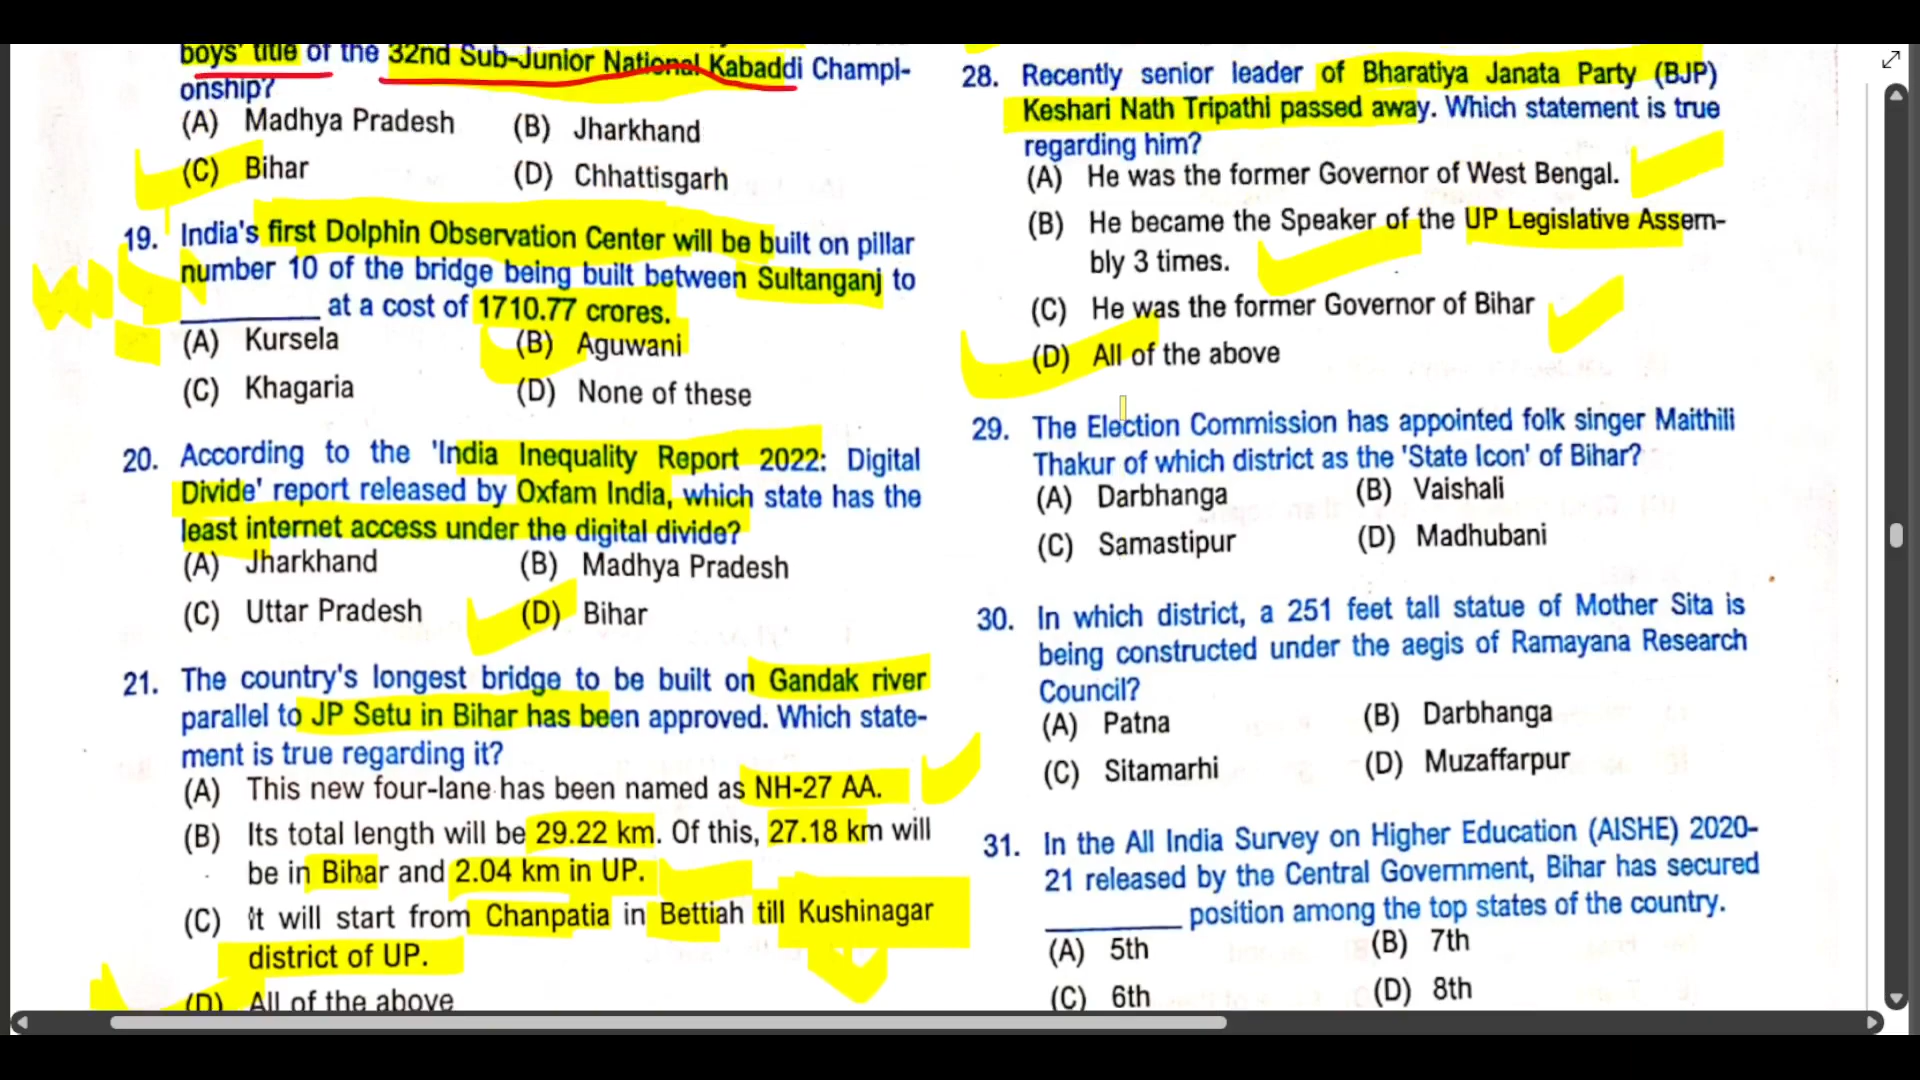 boys' title of the 32nd Sub-Junior National Kabaddi Champi-
onship?
(A) Madhya Pradesh (B) Jharkhand
(C) Bihar (D) Chhattisgarh
19. India's first Dolphin Observation Center will be built on pillar
number 10 of the bridge being built between Sultanganj to
________ at a cost of 1710.77 crores.
(A) Kursela (B) Aguwani
(C) Khagaria (D) None of these
20. According to the 'India Inequality Report 2022: Digital
Divide' report released by Oxfam India, which state has the
least internet access under the digital divide?
(A) Jharkhand (B) Madhya Pradesh
(C) Uttar Pradesh (D) Bihar
21. The country's longest bridge to be built on Gandak river
parallel to JP Setu in Bihar has been approved. Which state-
ment is true regarding it?
(A) This new four-lane has been named as NH-27 AA.
(B) Its total length will be 29.22 km. Of this, 27.18 km will
be in Bihar and 2.04 km in UP.
(C) It will start from Chanpatia in Bettiah till Kushinagar
district of UP.
(D) All of the above
28. Recently senior leader of Bharatiya Janata Party (BJP)
Keshari Nath Tripathi passed away. Which statement is true
regarding him?
(A) He was the former Governor of West Bengal.
(B) He became the Speaker of the UP Legislative Assem-
bly 3 times.
(C) He was the former Governor of Bihar
(D) All of the above
29. The Election Commission has appointed folk singer Maithili
Thakur of which district as the 'State Icon' of Bihar?
(A) Darbhanga (B) Vaishali
(C) Samastipur (D) Madhubani
30. In which district, a 251 feet tall statue of Mother Sita is
being constructed under the aegis of Ramayana Research
Council?
(A) Patna (B) Darbhanga
(C) Sitamarhi (D) Muzaffarpur
31. In the All India Survey on Higher Education (AISHE) 2020-
21 released by the Central Government, Bihar has secured
________ position among the top states of the country.
(A) 5th (B) 7th
(C) 6th (D) 8th